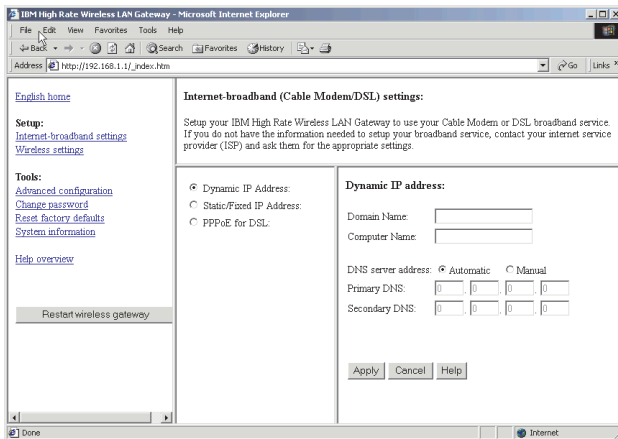 IBM High Rate Wireless LAN Gateway - Microsoft Internet Explorer
File Edit View Favorites Tools Help
Back Search Favorites History
Address http://192.168.1.1/_index.htm Go Links »
English home
Setup:
Internet-broadband settings
Wireless settings
Tools:
Advanced configuration
Change password
Reset factory defaults
System information
Help overview
Restart wireless gateway
Internet-broadband (Cable Modem/DSL) settings:
Setup your IBM High Rate Wireless LAN Gateway to use your Cable Modem or DSL broadband service.
If you do not have the information needed to setup your broadband service, contact your internet service
provider (ISP) and ask them for the appropriate settings.
Dynamic IP Address:
Static/Fixed IP Address:
PPPoE for DSL:
Dynamic IP address:
Domain Name:
Computer Name:
DNS server address: Automatic Manual
Primary DNS: 0 . 0 . 0 . 0
Secondary DNS: 0 . 0 . 0 . 0
Apply Cancel Help
Done Internet